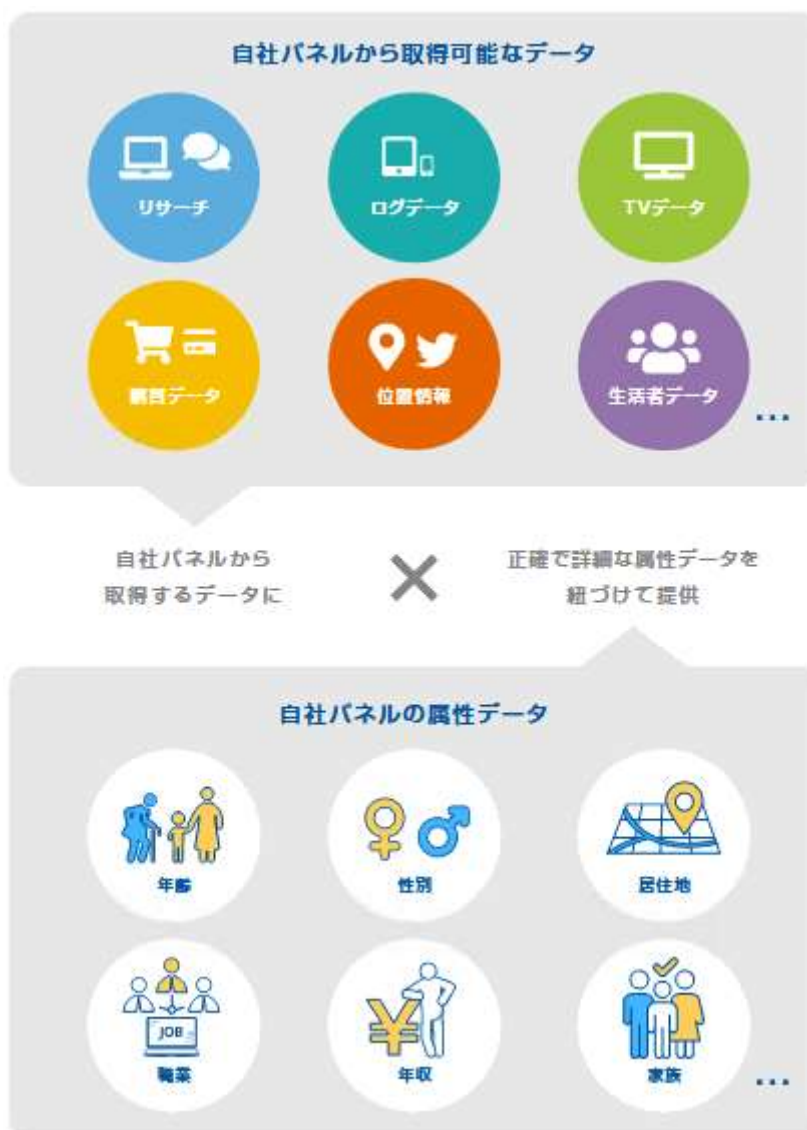 自社パネルから取得可能なデータ
リサーチ
ログデータ
TVデータ
購買データ
位置情報
生活者データ
...
自社パネルから
取得するデータに
×
正確で詳細な属性データを
紐づけて提供
自社パネルの属性データ
年齢
性別
居住地
JOB
職業
年収
家族
...